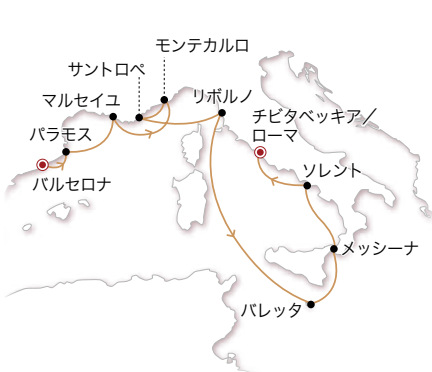 モンテカルロ
サントロペ
マルセイユ
リボルノ
チビタベッキア／
ローマ
パラモス
バルセロナ
ソレント
メッシーナ
バレッタ